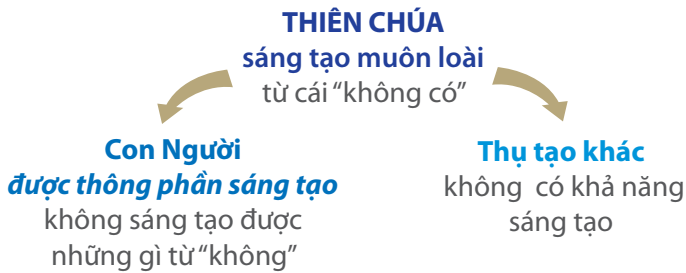 THIÊN CHÚA
sáng tạo muôn loài
từ cái “không có”
Con Người
được thông phần sáng tạo
không sáng tạo được
những gì từ “không”
Thụ tạo khác
không có khả năng
sáng tạo